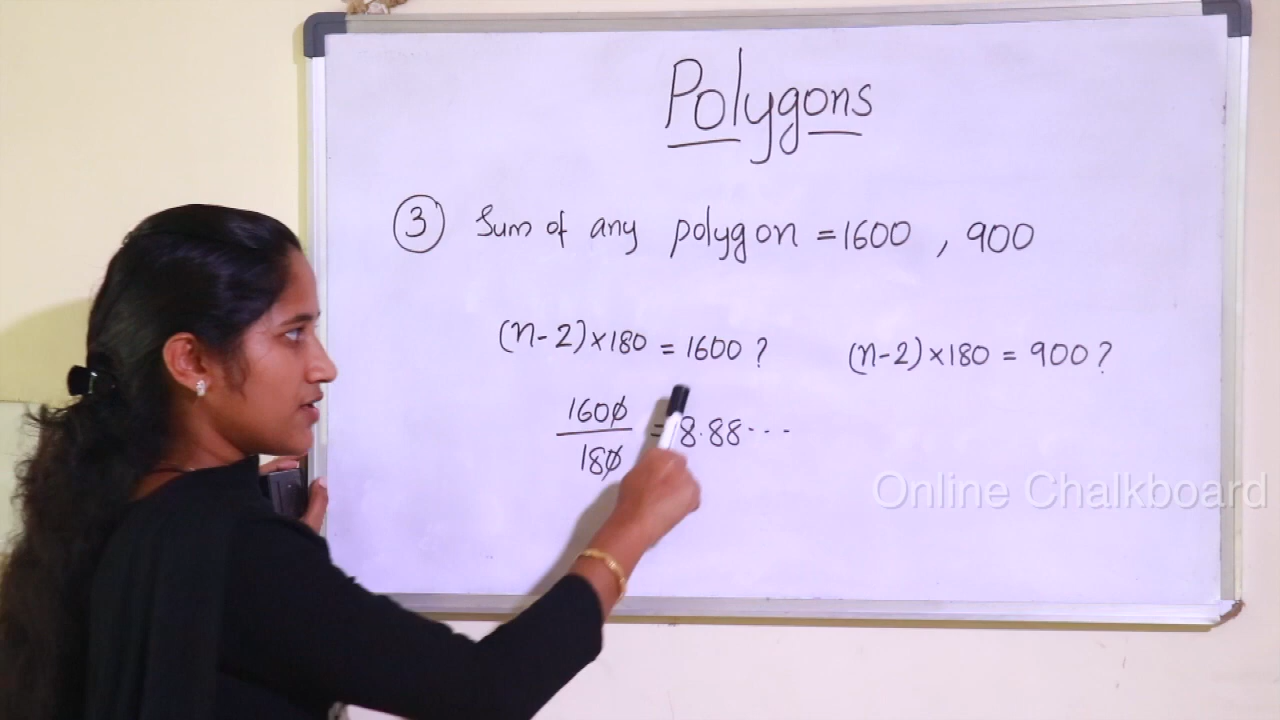 Polygons
③ Sum of any polygon = 1600 , 900
(n-2)×180 = 1600 ? (n-2)×180 = 900 ?
1600
180
= 8.88...
Online Chalkboard